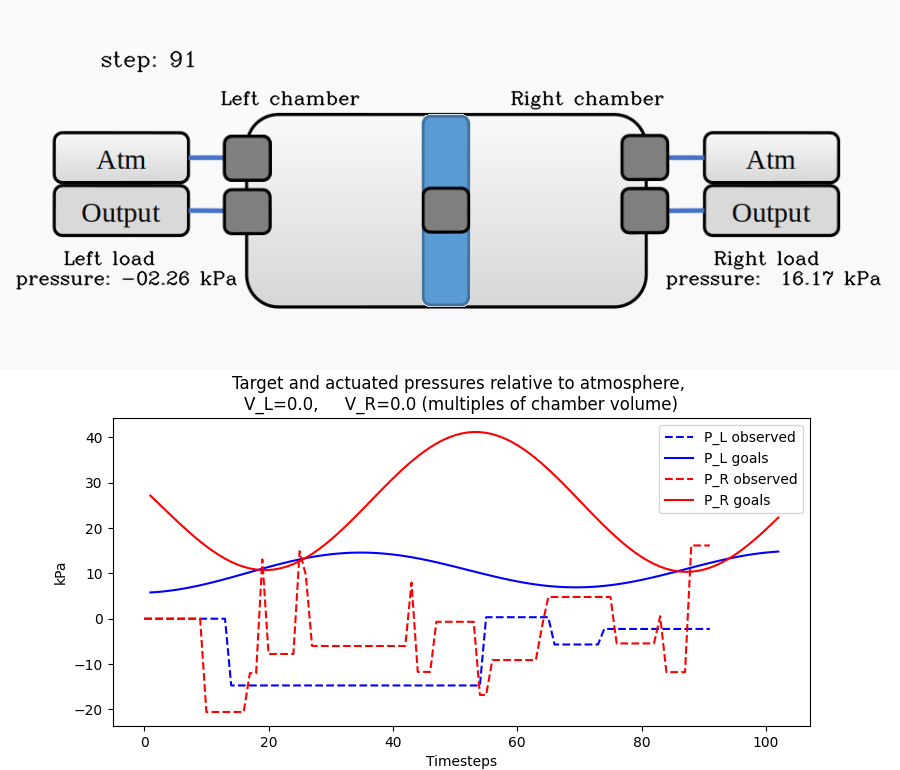 step: 91
Left chamber
Right chamber
Atm
Atm
Output
Output
Left load
pressure: -02.26 kPa
Right load
pressure: 16.17 kPa
Target and actuated pressures relative to atmosphere,
V_L=0.0, V_R=0.0 (multiples of chamber volume)
P_L observed
P_L goals
P_R observed
P_R goals
kPa
40
30
20
10
0
−10
−20
0 20 40 60 80 100
Timesteps